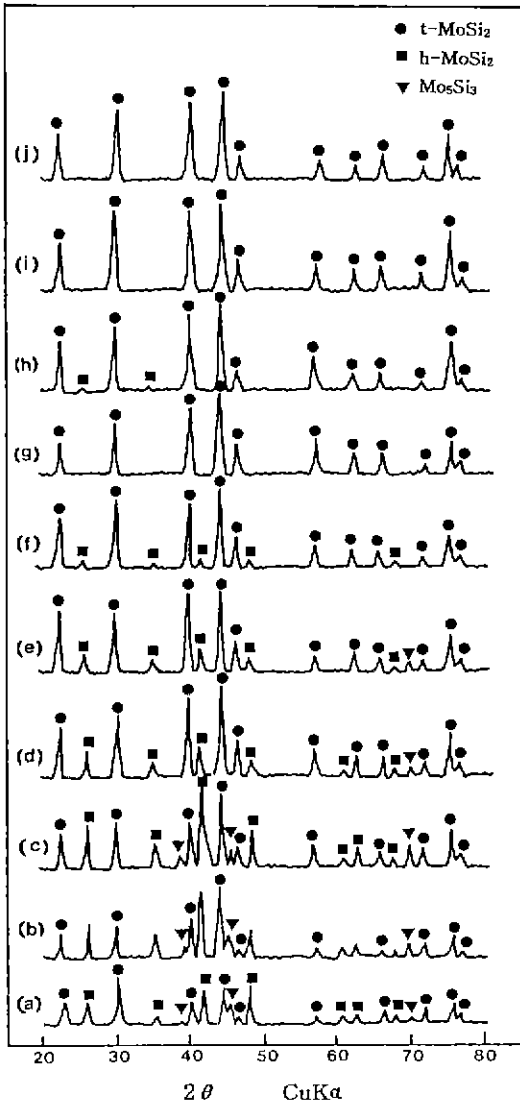 ● t-MoSi₂
■ h-MoSi₂
▼ Mo₅Si₃
(j)
(i)
(h)
(g)
(f)
(e)
(d)
(c)
(b)
(a)
20 30 40 50 60 70 80
2θ CuKα